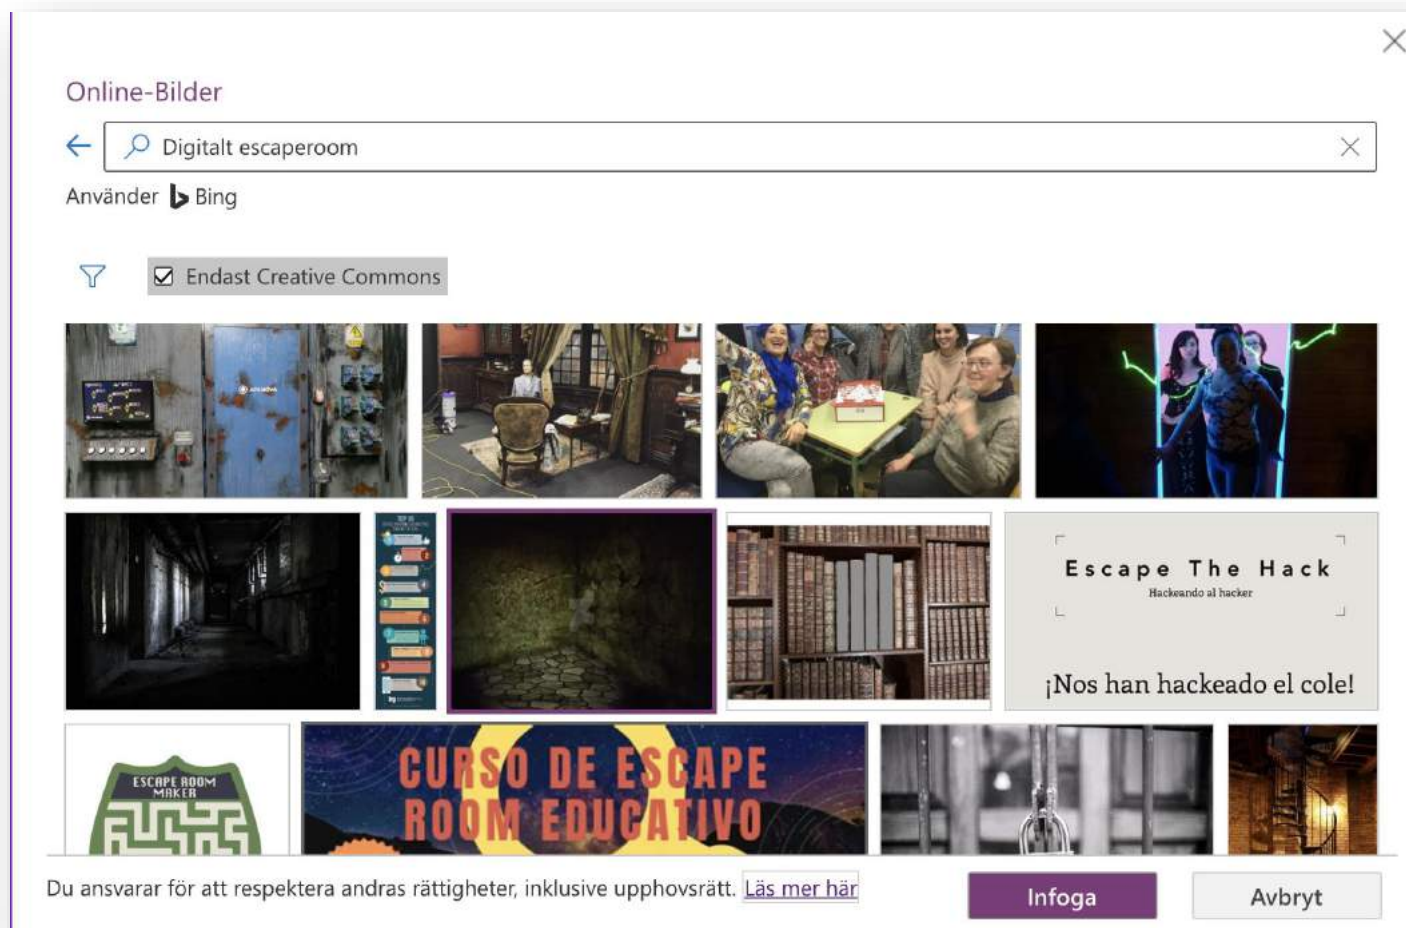 Online-Bilder
Digitalt escaperoom
Använder Bing
Endast Creative Commons
Escape The Hack
Hackeando al hacker
¡Nos han hackeado el cole!
ESCAPE ROOM
MAKER
CURSO DE ESCAPE
ROOM EDUCATIVO
Du ansvarar för att respektera andras rättigheter, inklusive upphovsrätt. Läs mer här
Infoga
Avbryt